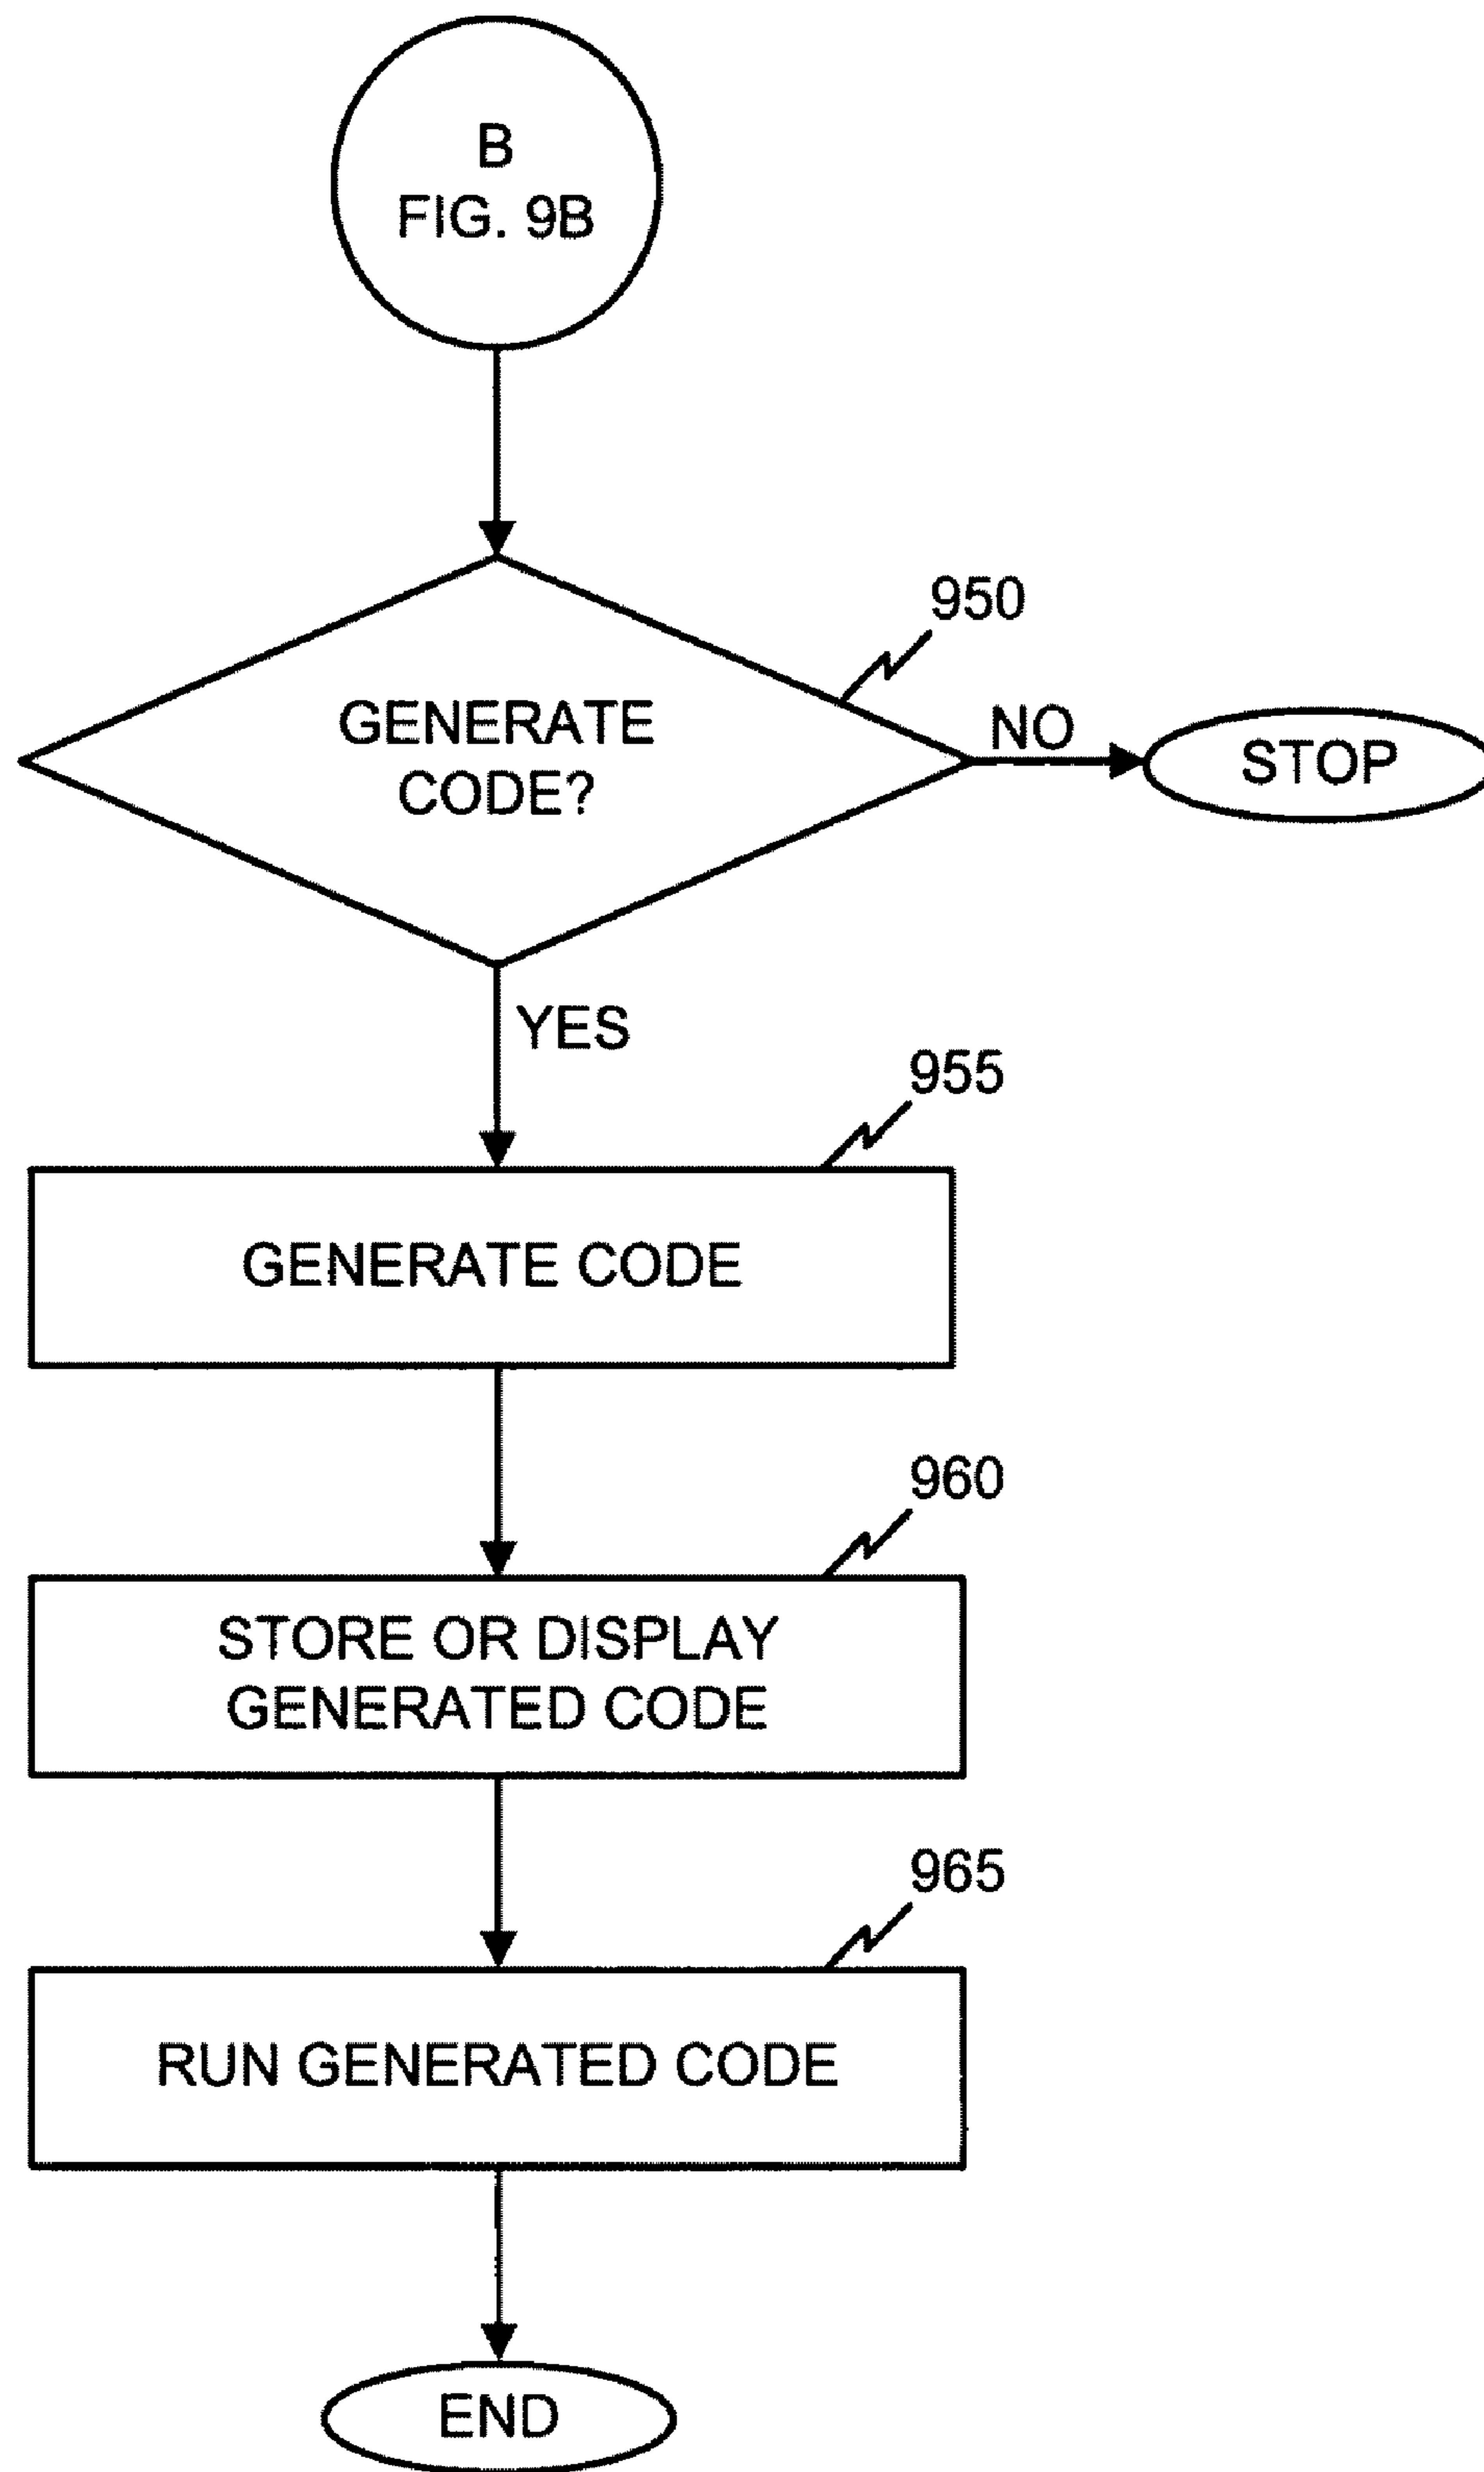 B
FIG. 9B
950
GENERATE
CODE?
NO
STOP
YES
955
GENERATE CODE
960
STORE OR DISPLAY
GENERATED CODE
965
RUN GENERATED CODE
END